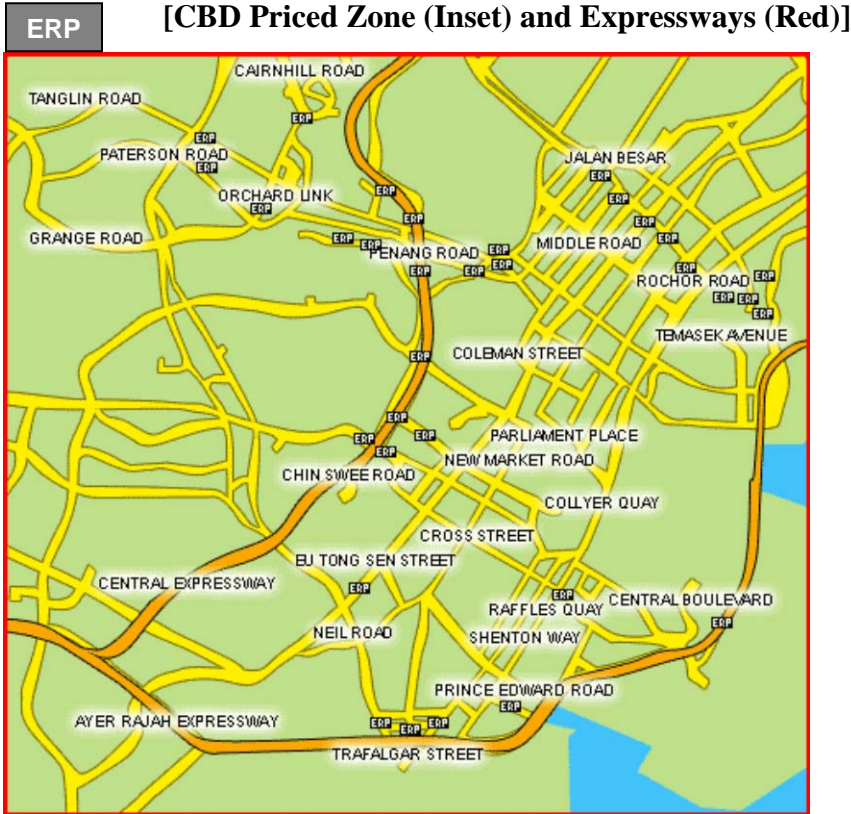 ERP
[CBD Priced Zone (Inset) and Expressways (Red)]
CAIRNHILL ROAD
TANGLIN ROAD
ERP
ERP
PATERSON ROAD
JALAN BESAR
ERP
ERP
ORCHARD LINK
ERP
ERP
ERP
ERP
ERP
GRANGE ROAD
ERP
ERP
ERP
MIDDLE ROAD
PENANG ROAD
ERP
ERP
ERP
ERP
ERP
ROCHOR ROAD
ERP
ERP
ERP
ERP
TEMASEK AVENUE
COLEMAN STREET
ERP
ERP
PARLIAMENT PLACE
ERP
ERP
ERP
NEW MARKET ROAD
CHIN SWEE ROAD
COLLYER QUAY
CROSS STREET
EU TONG SEN STREET
CENTRAL EXPRESSWAY
ERP
ERP
CENTRAL BOULEVARD
RAFFLES QUAY
ERP
NEIL ROAD
SHENTON WAY
PRINCE EDWARD ROAD
ERP
AYER RAJAH EXPRESSWAY
ERP
ERP
ERP
TRAFALGAR STREET